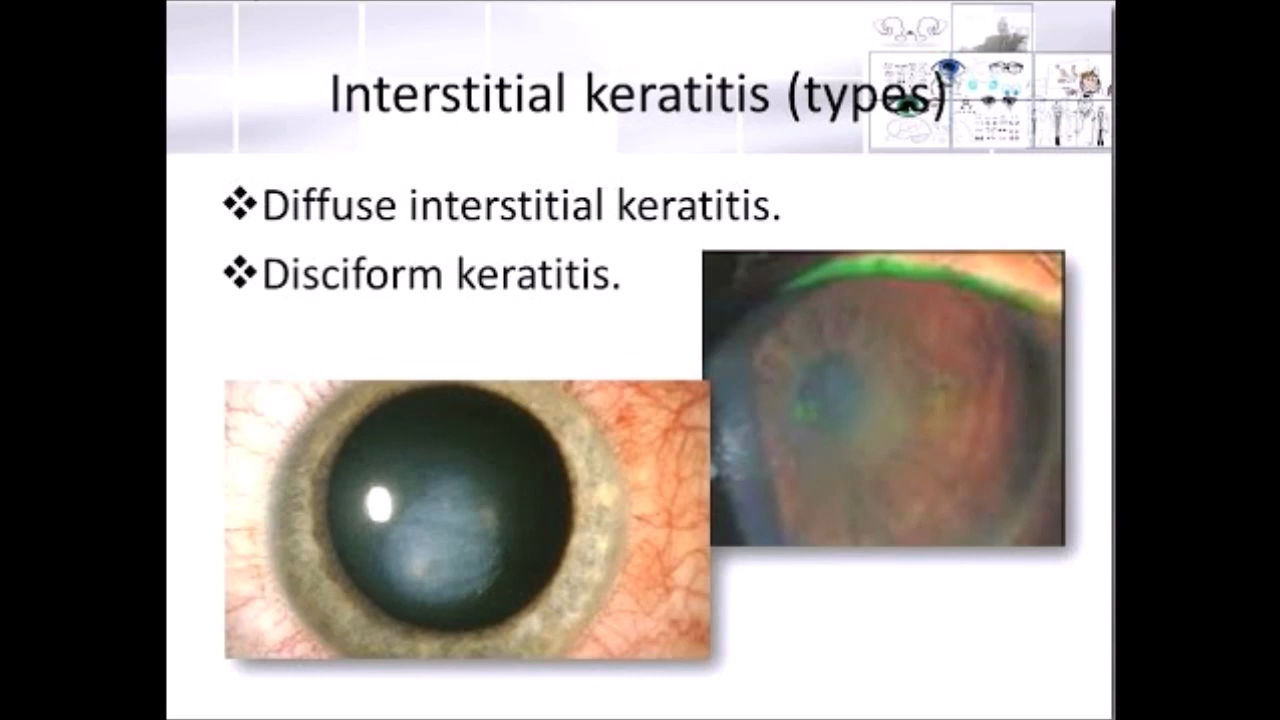 Interstitial keratitis (types)
❖Diffuse interstitial keratitis.
❖Disciform keratitis.